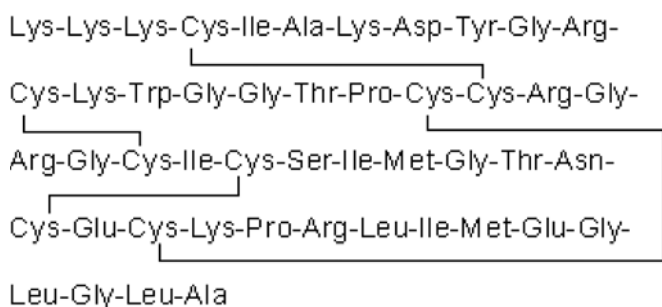 Lys-Lys-Lys-Cys-Ile-Ala-Lys-Asp-Tyr-Gly-Arg-
Cys-Lys-Trp-Gly-Gly-Thr-Pro-Cys-Cys-Arg-Gly-
Arg-Gly-Cys-Ile-Cys-Ser-Ile-Met-Gly-Thr-Asn-
Cys-Glu-Cys-Lys-Pro-Arg-Leu-Ile-Met-Glu-Gly-
Leu-Gly-Leu-Ala